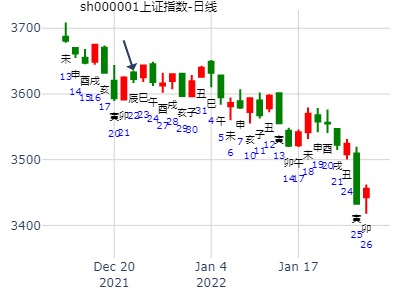 sh000001上证指数-日线
3700
3600
3500
3400
未
13
申
14
酉
15
戌
16
亥
17
寅
20
卯
21
辰
22
巳
23
午
24
酉
27
戌
28
亥
29
子
30
丑
31
巳
4
午
5
未
6
申
7
亥
10
子
11
丑
12
寅
13
卯
14
午
17
未
18
申
19
酉
20
戌
21
丑
24
寅
25
卯
26
Dec 20
2021
Jan 4
2022
Jan 17